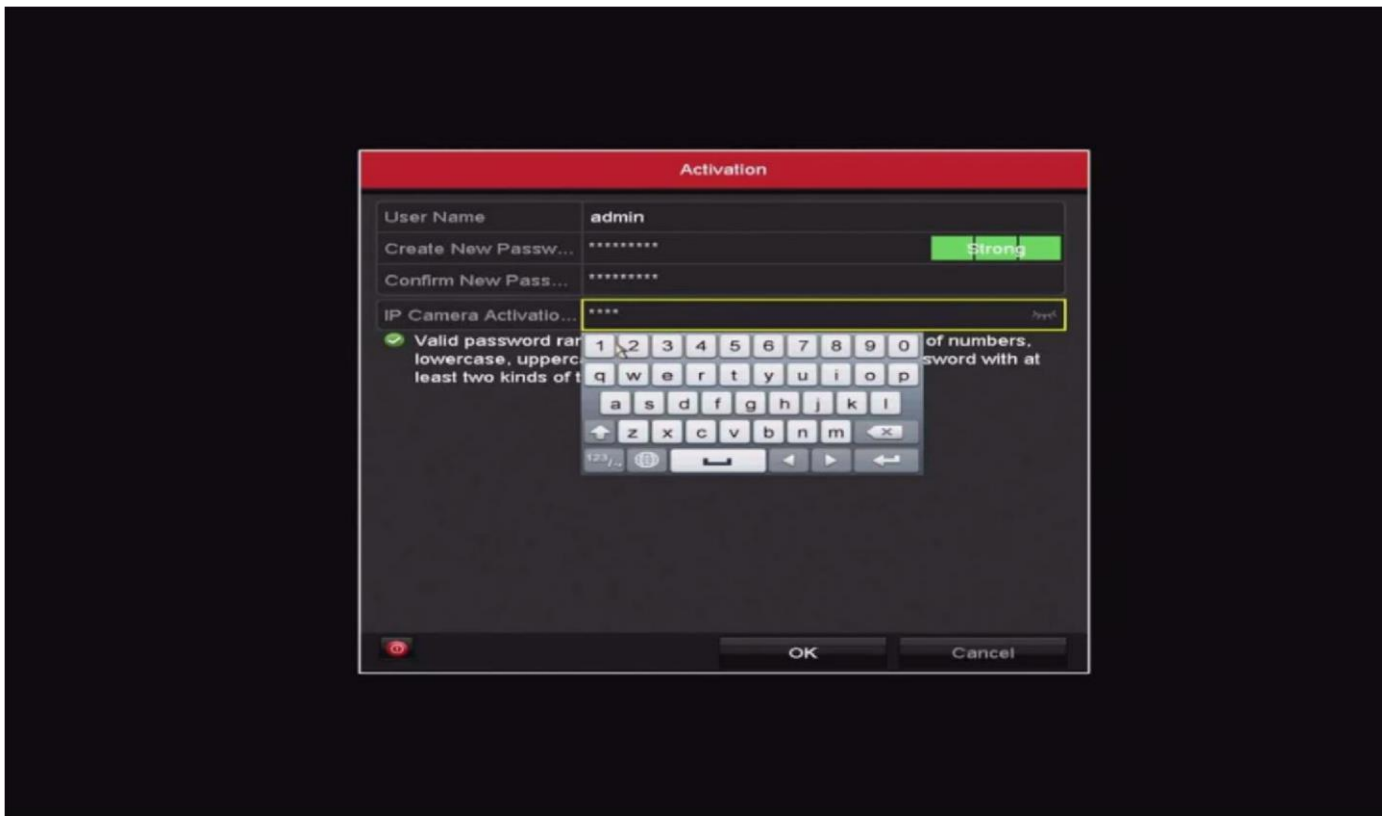 Activation
User Name admin
Create New Passw... ********* Strong
Confirm New Pass... *********
IP Camera Activatio... ****
Valid password ran of numbers,
lowercase, upperc sword with at
least two kinds of t
1 2 3 4 5 6 7 8 9 0
q w e r t y u i o p
a s d f g h j k l
z x c v b n m
123/,~
OK Cancel